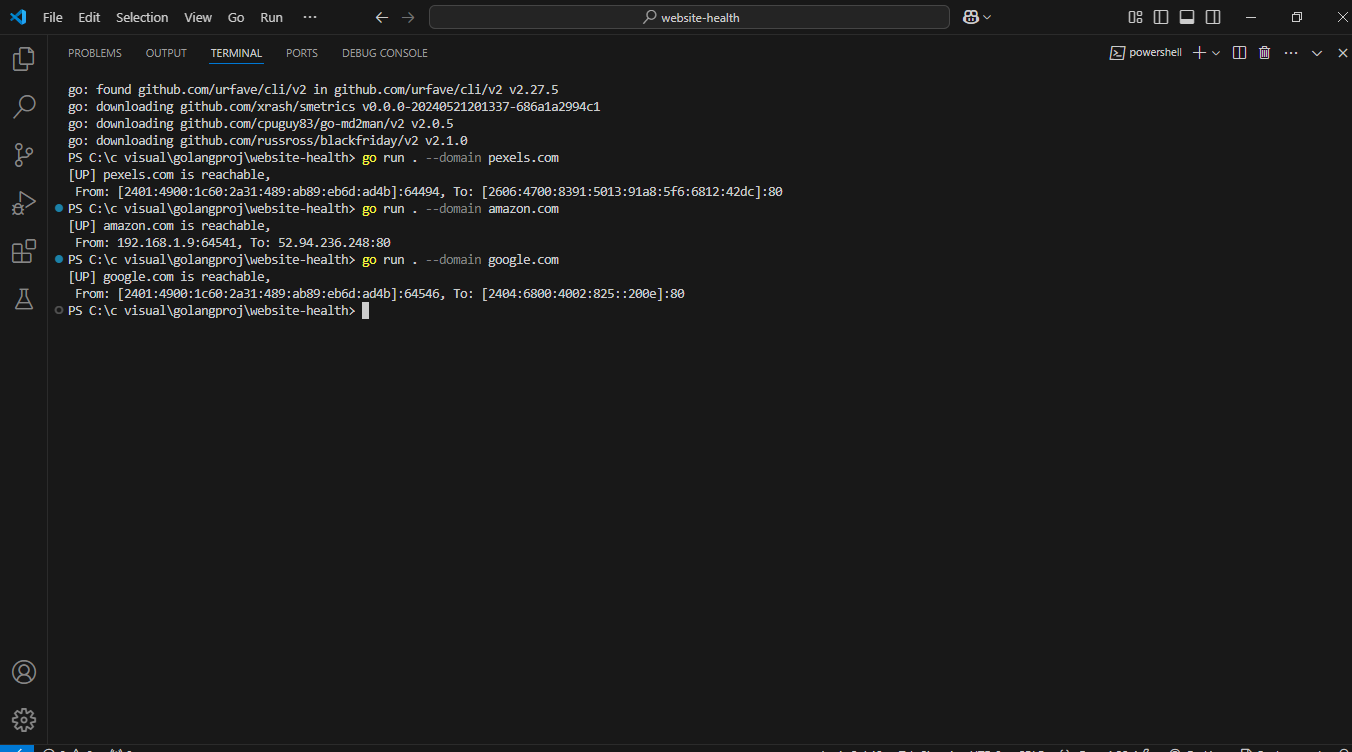 File Edit Selection View Go Run ···
website-health
PROBLEMS OUTPUT TERMINAL PORTS DEBUG CONSOLE
powershell
go: found github.com/urfave/cli/v2 in github.com/urfave/cli/v2 v2.27.5
go: downloading github.com/xrash/smetrics v0.0.0-20240521201337-686a1a2994c1
go: downloading github.com/cpuguy83/go-md2man/v2 v2.0.5
go: downloading github.com/russross/blackfriday/v2 v2.1.0
PS C:\c visual\golangproj\website-health> go run . --domain pexels.com
[UP] pexels.com is reachable,
From: [2401:4900:1c60:2a31:489:ab89:eb6d:ad4b]:64494, To: [2606:4700:8391:5013:91a8:5f6:6812:42dc]:80
PS C:\c visual\golangproj\website-health> go run . --domain amazon.com
[UP] amazon.com is reachable,
From: 192.168.1.9:64541, To: 52.94.236.248:80
PS C:\c visual\golangproj\website-health> go run . --domain google.com
[UP] google.com is reachable,
From: [2401:4900:1c60:2a31:489:ab89:eb6d:ad4b]:64546, To: [2404:6800:4002:825::200e]:80
PS C:\c visual\golangproj\website-health>